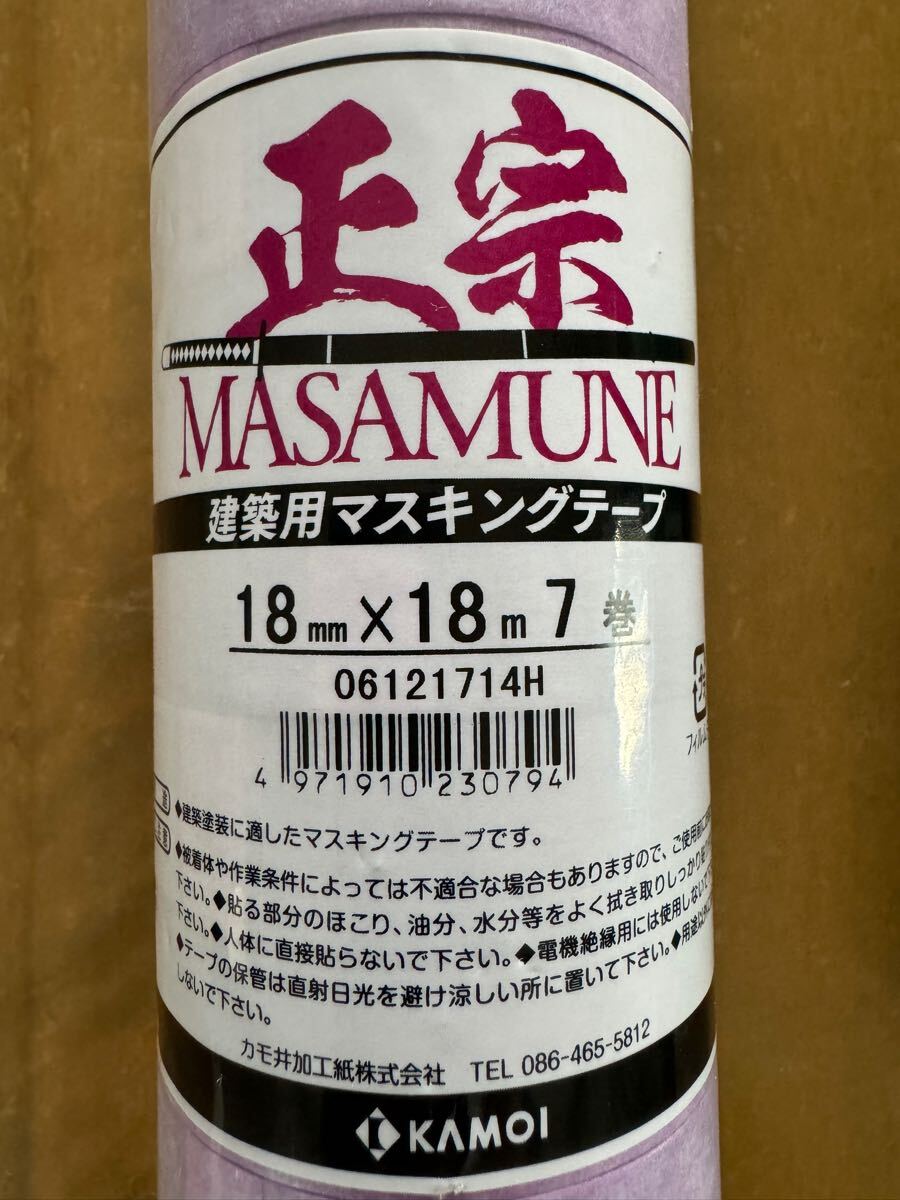 正宗
MASAMUNE
建築用マスキングテープ
18mm×18m 7巻
06121714H
4 971910 230794
フィルム
◆建築塗装に適したマスキングテープです。
◆被着体や作業条件によっては不適合な場合もありますので、ご使用前に
下さい。◆貼る部分のほこり、油分、水分等をよく拭き取りしっかり
下さい。◆人体に直接貼らないで下さい。◆電機絶縁用には使用しないで
◆テープの保管は直射日光を避け涼しい所に置いて下さい。◆用途以外に
しないで下さい。
カモ井加工紙株式会社 TEL 086-465-5812
KAMOI